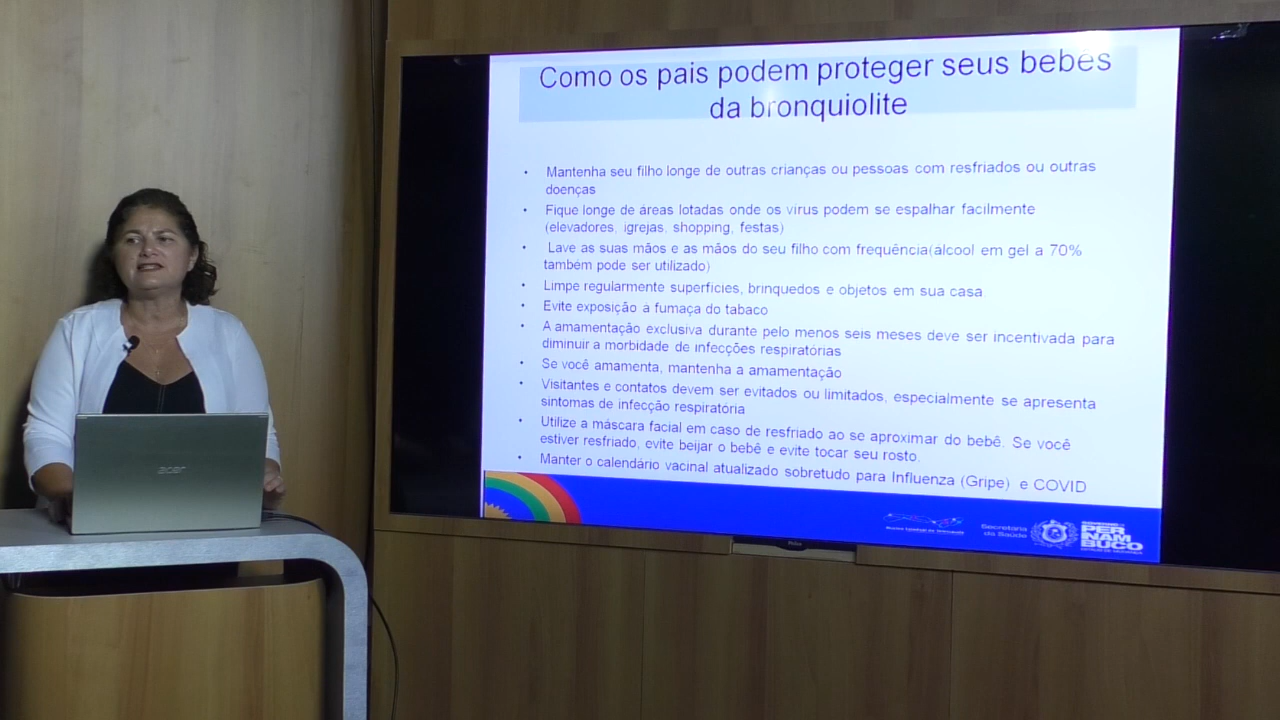 Como os pais podem proteger seus bebês
da bronquiolite
• Mantenha seu filho longe de outras crianças ou pessoas com resfriados ou outras
doenças
• Fique longe de áreas lotadas onde os vírus podem se espalhar facilmente
(elevadores, igrejas, shopping, festas)
• Lave as suas mãos e as mãos do seu filho com frequência(álcool em gel a 70%
também pode ser utilizado)
• Limpe regularmente superfícies, brinquedos e objetos em sua casa.
• Evite exposição à fumaça do tabaco
• A amamentação exclusiva durante pelo menos seis meses deve ser incentivada para
diminuir a morbidade de infecções respiratórias
• Se você amamenta, mantenha a amamentação
• Visitantes e contatos devem ser evitados ou limitados, especialmente se apresenta
sintomas de infecção respiratória
• Utilize a máscara facial em caso de resfriado ao se aproximar do bebê. Se você
estiver resfriado, evite beijar o bebê e evite tocar seu rosto.
• Manter o calendário vacinal atualizado sobretudo para Influenza (Gripe) e COVID
Secretaria
da Saúde
PER
NAM
BUCO
acer